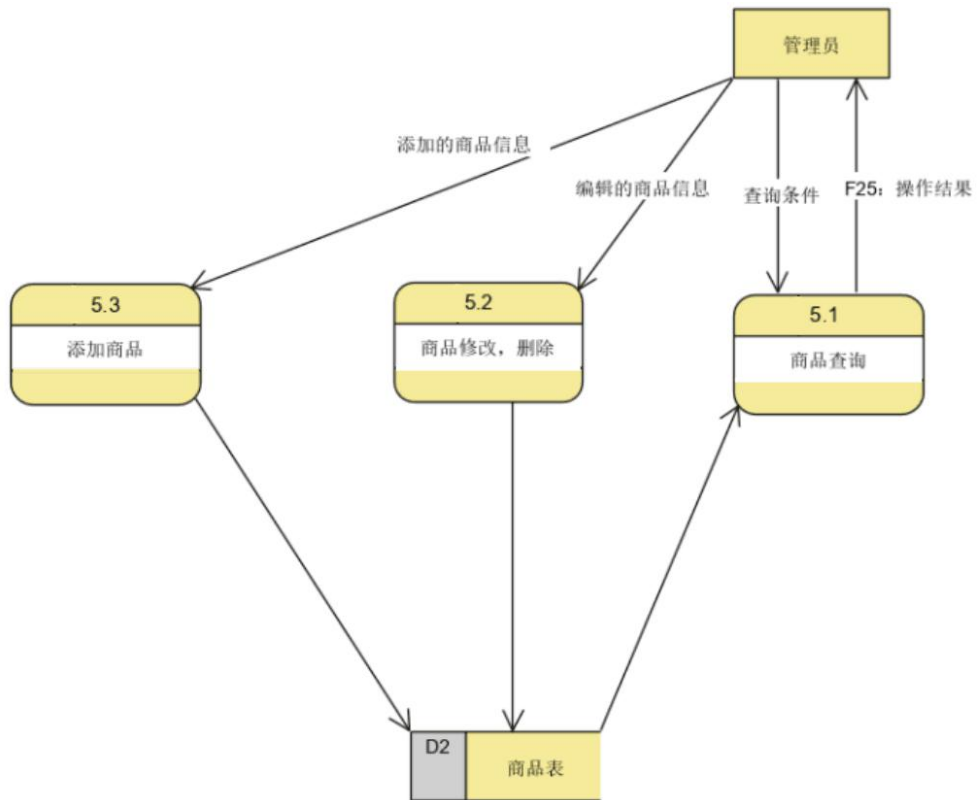 管理员
添加的商品信息
编辑的商品信息
查询条件
F25：操作结果
5.3
添加商品
5.2
商品修改，删除
5.1
商品查询
D2
商品表